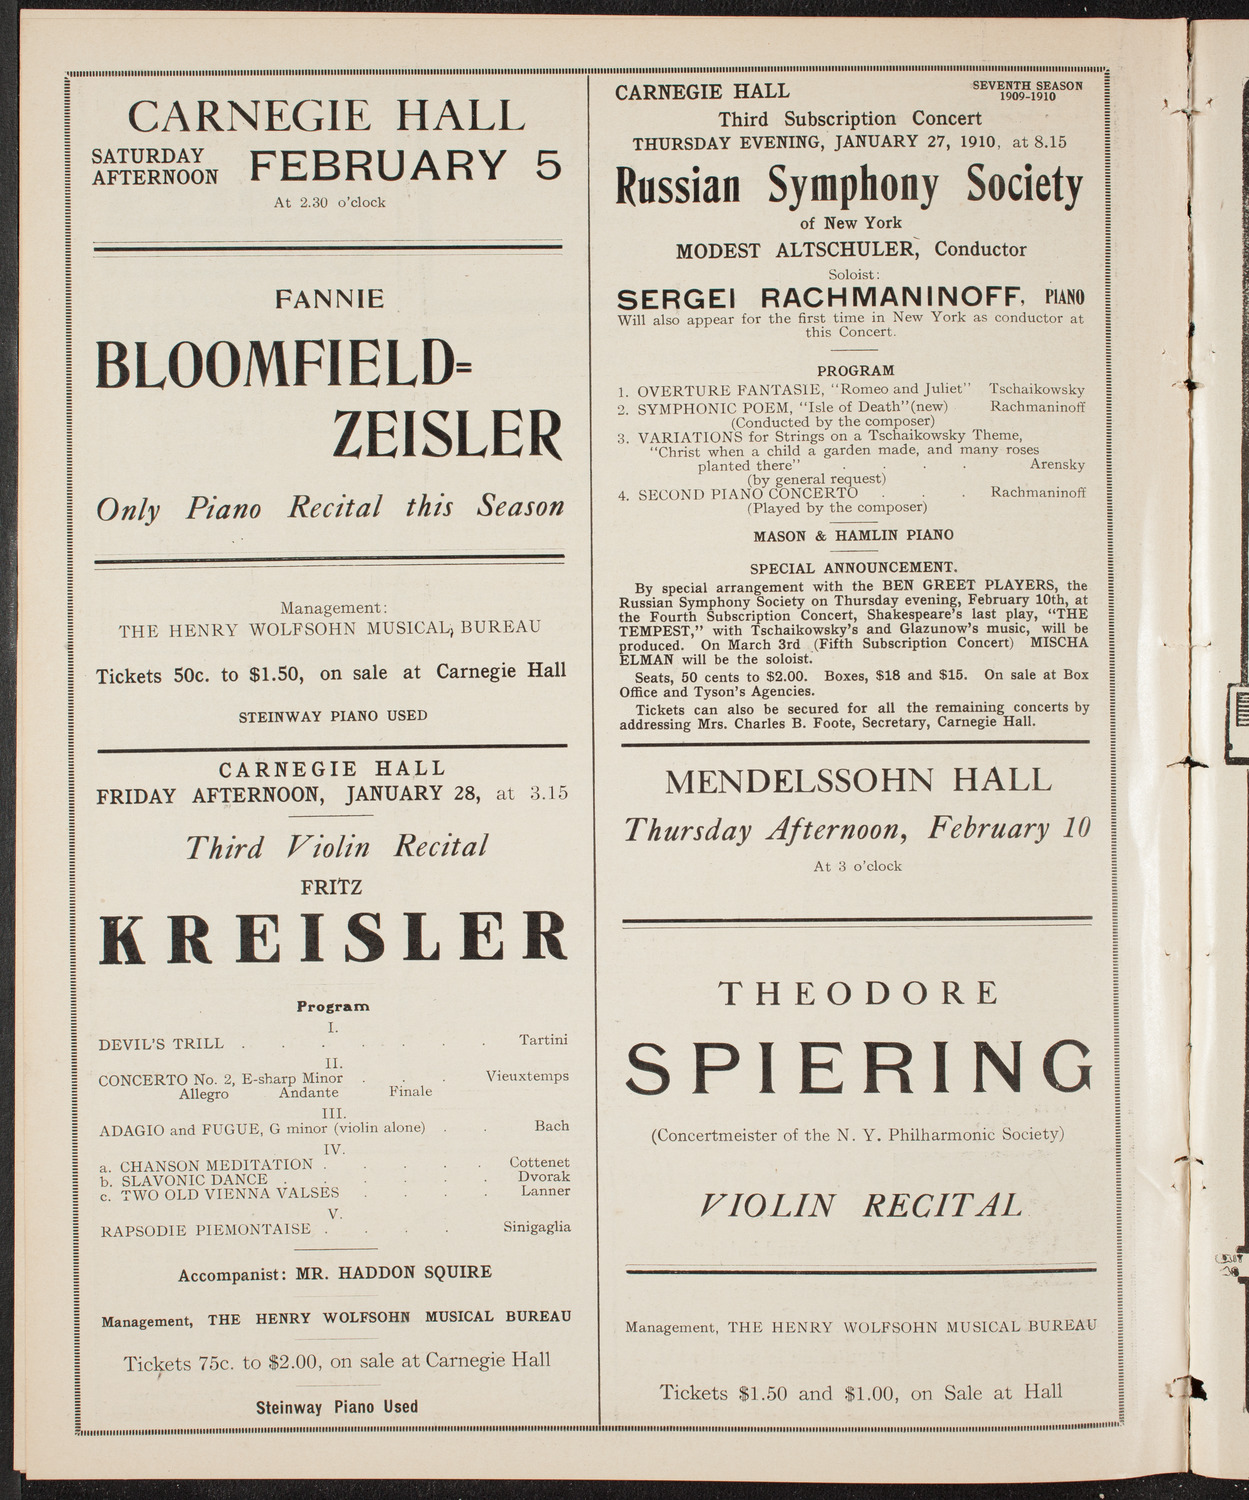 CARNEGIE HALL
SATURDAY
AFTERNOON FEBRUARY 5
At 2.30 o'clock
FANNIE
BLOOMFIELD=
ZEISLER
Only Piano Recital this Season
Management:
THE HENRY WOLFSOHN MUSICAL BUREAU
Tickets 50c. to $1.50, on sale at Carnegie Hall
STEINWAY PIANO USED
CARNEGIE HALL
FRIDAY AFTERNOON, JANUARY 28, at 3.15
Third Violin Recital
FRITZ
KREISLER
Program
I.
DEVIL'S TRILL . . . . . . . Tartini
II.
CONCERTO No. 2, E-sharp Minor . . . Vieuxtemps
Allegro Andante Finale
III.
ADAGIO and FUGUE, G minor (violin alone) . . Bach
IV.
a. CHANSON MEDITATION . . . . . Cottenet
b. SLAVONIC DANCE . . . . . . Dvorak
c. TWO OLD VIENNA VALSES . . . . Lanner
V.
RAPSODIE PIEMONTAISE . . . . Sinigaglia
Accompanist: MR. HADDON SQUIRE
Management, THE HENRY WOLFSOHN MUSICAL BUREAU
Tickets 75c. to $2.00, on sale at Carnegie Hall
Steinway Piano Used
CARNEGIE HALL
SEVENTH SEASON
1909-1910
Third Subscription Concert
THURSDAY EVENING, JANUARY 27, 1910, at 8.15
Russian Symphony Society
of New York
MODEST ALTSCHULER, Conductor
Soloist:
SERGEI RACHMANINOFF, PIANO
Will also appear for the first time in New York as conductor at
this Concert.
PROGRAM
1. OVERTURE FANTASIE, "Romeo and Juliet" Tschaikowsky
2. SYMPHONIC POEM, "Isle of Death"(new) Rachmaninoff
(Conducted by the composer)
3. VARIATIONS for Strings on a Tschaikowsky Theme,
"Christ when a child a garden made, and many roses
planted there" . . . . Arensky
(by general request)
4. SECOND PIANO CONCERTO . . . Rachmaninoff
(Played by the composer)
MASON & HAMLIN PIANO
SPECIAL ANNOUNCEMENT.
By special arrangement with the BEN GREET PLAYERS, the
Russian Symphony Society on Thursday evening, February 10th, at
the Fourth Subscription Concert, Shakespeare's last play, "THE
TEMPEST," with Tschaikowsky's and Glazunow's music, will be
produced. On March 3rd (Fifth Subscription Concert) MISCHA
ELMAN will be the soloist.
Seats, 50 cents to $2.00. Boxes, $18 and $15. On sale at Box
Office and Tyson's Agencies.
Tickets can also be secured for all the remaining concerts by
addressing Mrs. Charles B. Foote, Secretary, Carnegie Hall.
MENDELSSOHN HALL
Thursday Afternoon, February 10
At 3 o'clock
THEODORE
SPIERING
(Concertmeister of the N. Y. Philharmonic Society)
VIOLIN RECITAL
Management, THE HENRY WOLFSOHN MUSICAL BUREAU
Tickets $1.50 and $1.00, on Sale at Hall